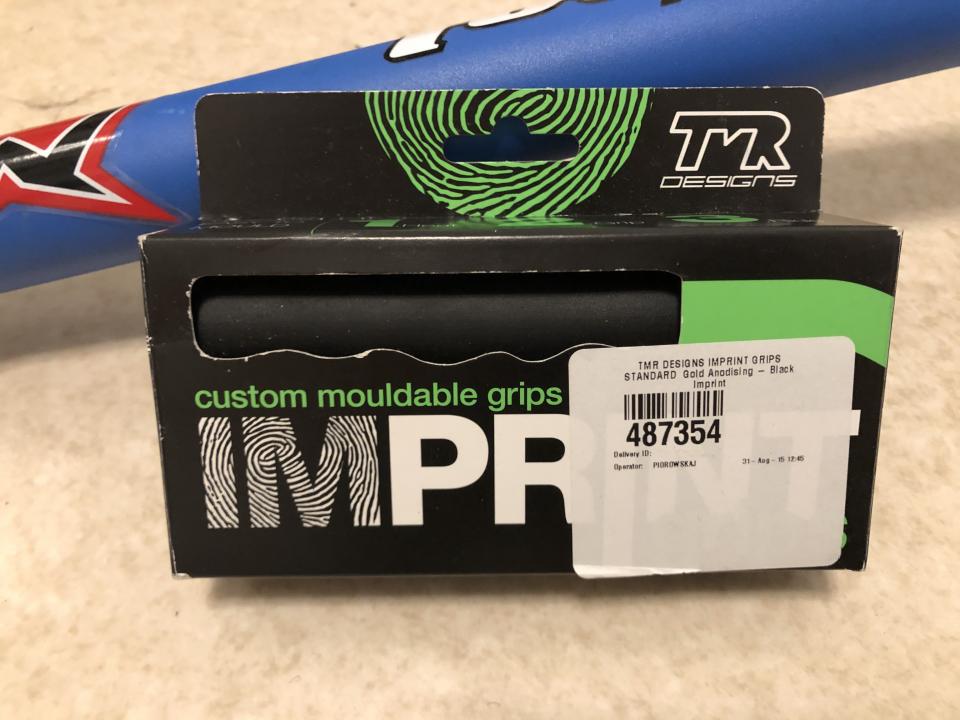 TMR
DESIGNS
custom mouldable grips
IMPRINT
TMR DESIGNS IMPRINT GRIPS
STANDARD Gold Anodising – Black
Imprint
487354
Delivery ID:
Operator: PIOROWSKAJ 31-Aug-15 12:45